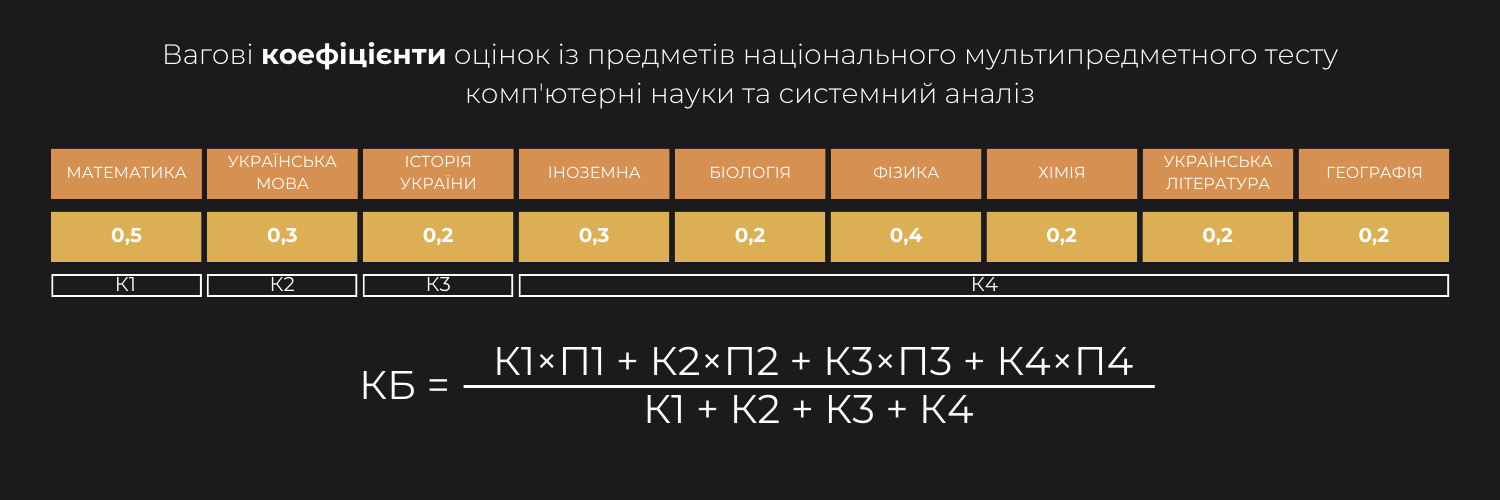 Вагові коефіцієнти оцінок із предметів національного мультипредметного тесту
комп'ютерні науки та системний аналіз
МАТЕМАТИКА УКРАЇНСЬКА МОВА ІСТОРІЯ УКРАЇНИ ІНОЗЕМНА БІОЛОГІЯ ФІЗИКА ХІМІЯ УКРАЇНСЬКА ЛІТЕРАТУРА ГЕОГРАФІЯ
0,5 0,3 0,2 0,3 0,2 0,4 0,2 0,2 0,2
К1 К2 К3 К4
КБ = К1×П1 + К2×П2 + К3×П3 + К4×П4
К1 + К2 + К3 + К4